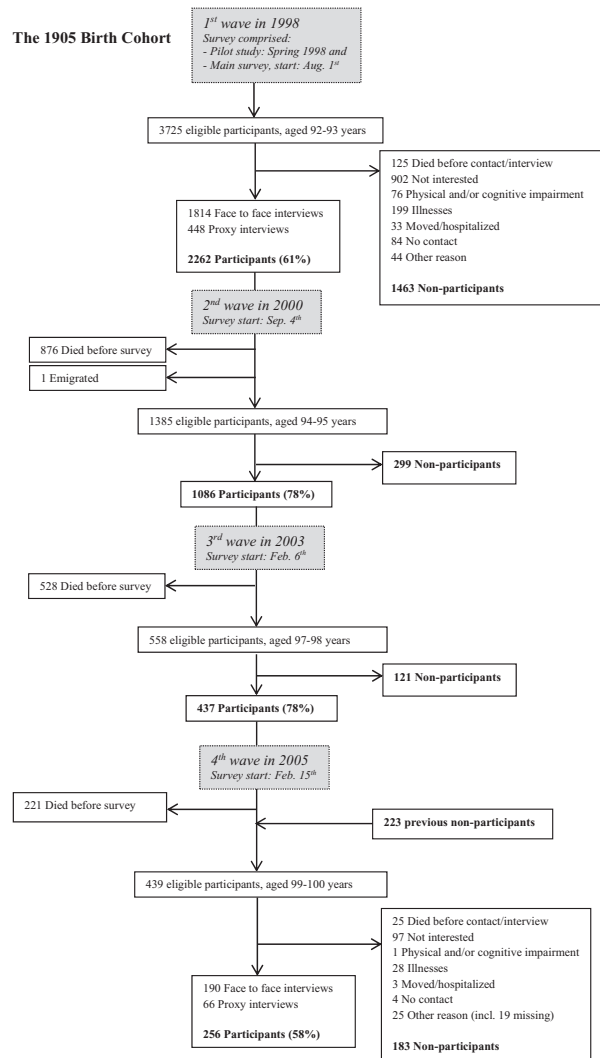 The 1905 Birth Cohort
1st wave in 1998
Survey comprised:
- Pilot study: Spring 1998 and
- Main survey, start: Aug. 1st
3725 eligible participants, aged 92-93 years
125 Died before contact/interview
902 Not interested
76 Physical and/or cognitive impairment
199 Illnesses
33 Moved/hospitalized
84 No contact
44 Other reason
1463 Non-participants
1814 Face to face interviews
448 Proxy interviews
2262 Participants (61%)
2nd wave in 2000
Survey start: Sep. 4th
876 Died before survey
1 Emigrated
1385 eligible participants, aged 94-95 years
299 Non-participants
1086 Participants (78%)
3rd wave in 2003
Survey start: Feb. 6th
528 Died before survey
558 eligible participants, aged 97-98 years
121 Non-participants
437 Participants (78%)
4th wave in 2005
Survey start: Feb. 15th
221 Died before survey
223 previous non-participants
439 eligible participants, aged 99-100 years
25 Died before contact/interview
97 Not interested
1 Physical and/or cognitive impairment
28 Illnesses
3 Moved/hospitalized
4 No contact
25 Other reason (incl. 19 missing)
183 Non-participants
190 Face to face interviews
66 Proxy interviews
256 Participants (58%)